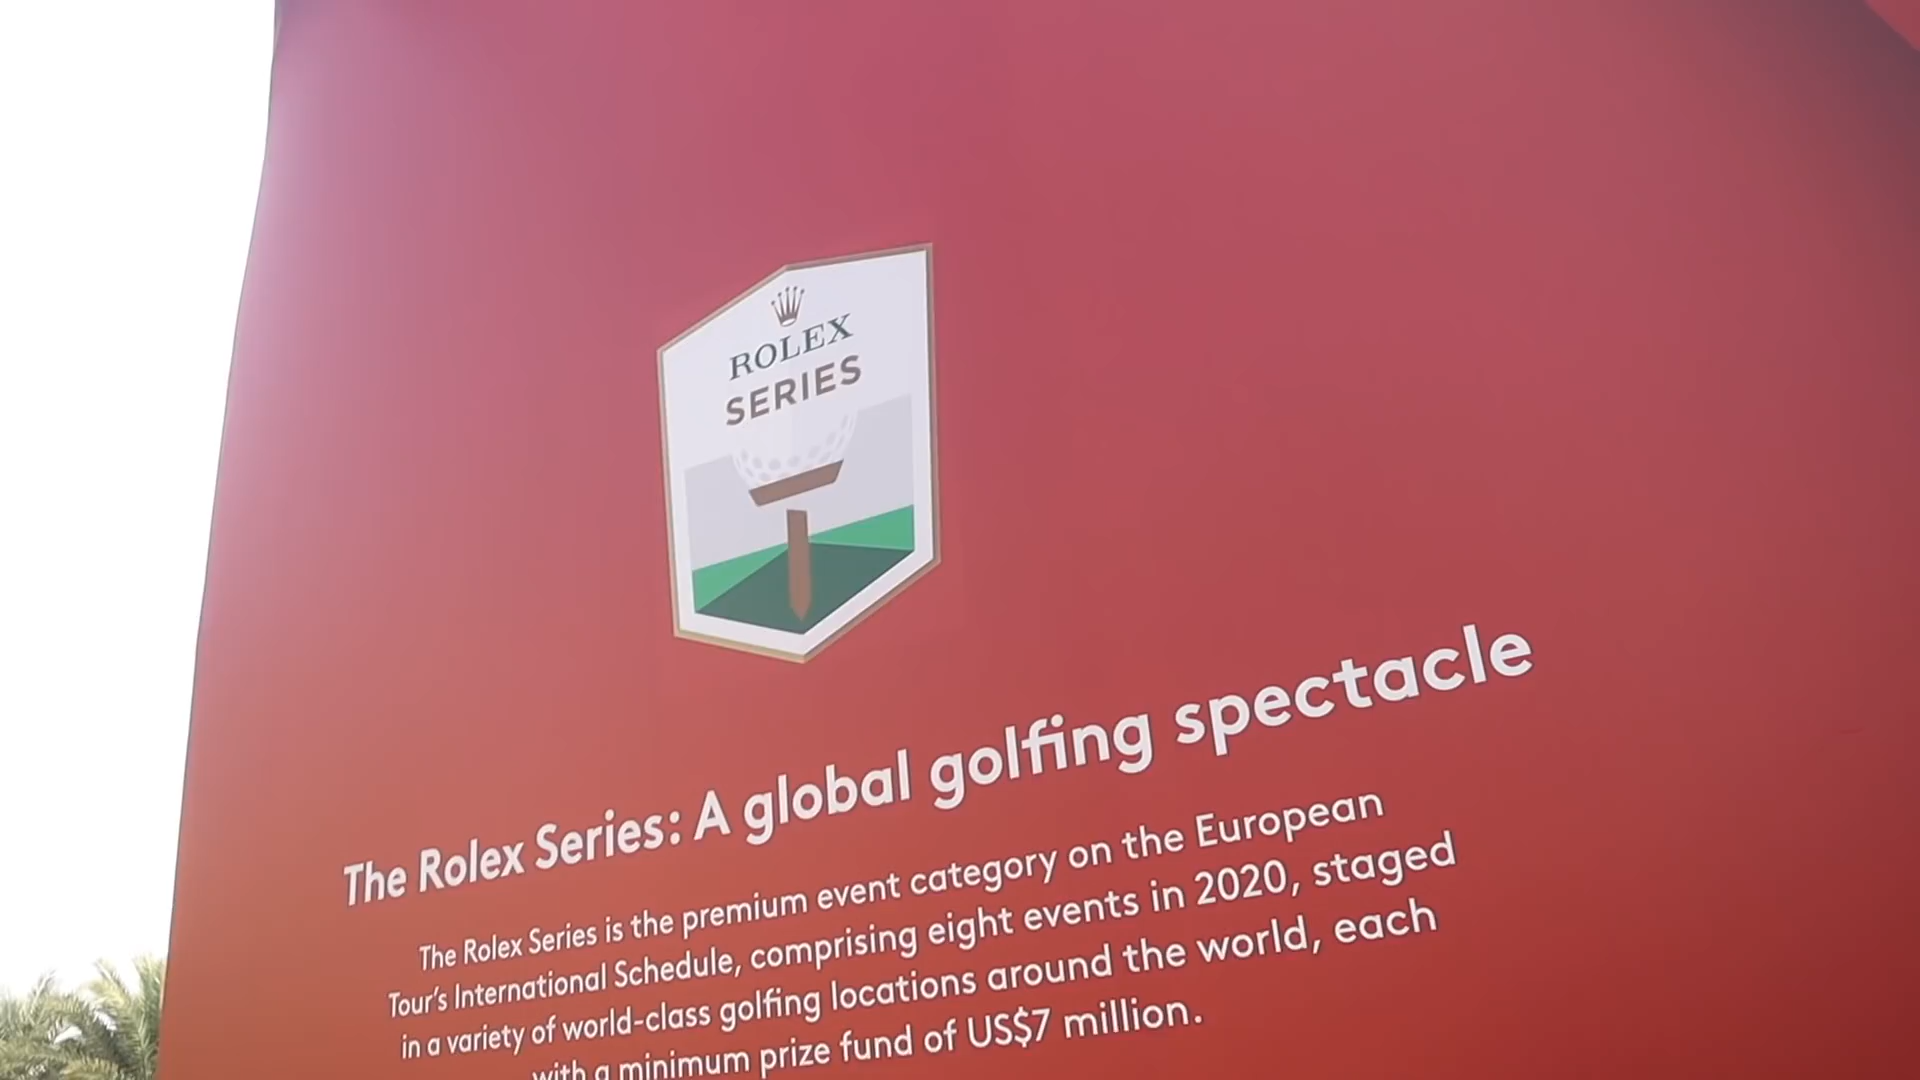 ROLEX
SERIES
The Rolex Series: A global golfing spectacle
The Rolex Series is the premium event category on the European
Tour's International Schedule, comprising eight events in 2020, staged
in a variety of world-class golfing locations around the world, each
with a minimum prize fund of US$7 million.